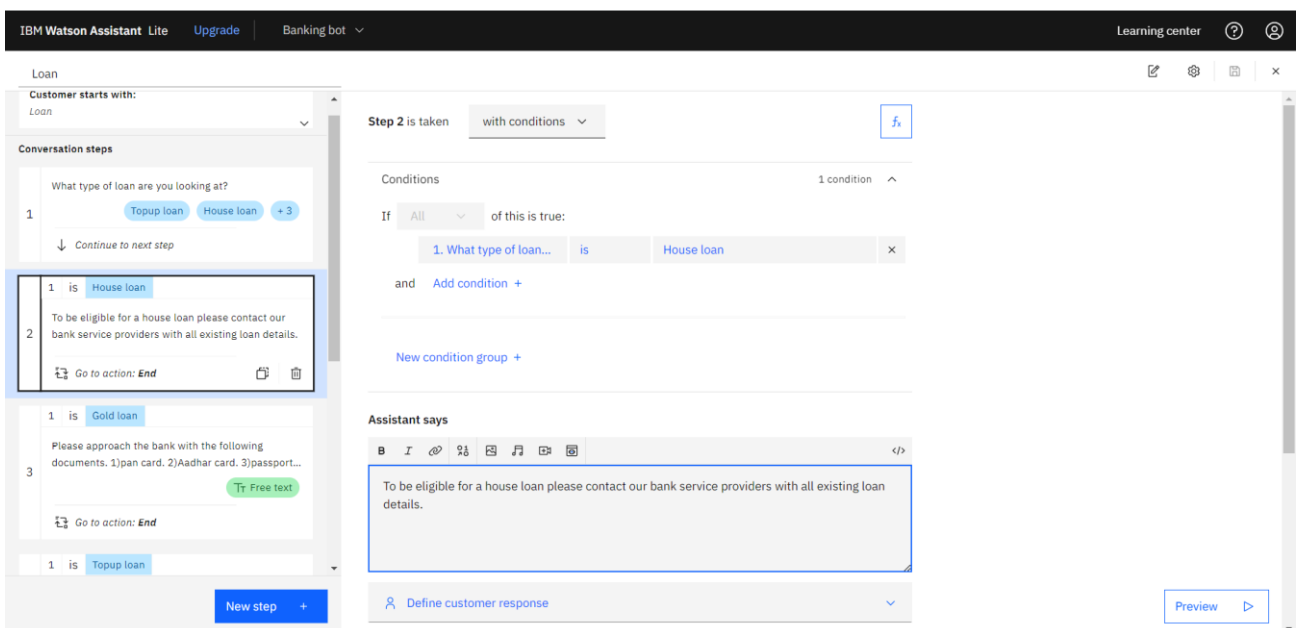 IBM Watson Assistant Lite Upgrade Banking bot Learning center
Loan
Customer starts with:
Loan
Conversation steps
1
What type of loan are you looking at?
Topup loan House loan + 3
Continue to next step
2
1 is House loan
To be eligible for a house loan please contact our
bank service providers with all existing loan details.
Go to action: End
3
1 is Gold loan
Please approach the bank with the following
documents. 1)pan card. 2)Aadhar card. 3)passport...
Free text
Go to action: End
1 is Topup loan
New step +
Step 2 is taken with conditions
fx
Conditions 1 condition
If All of this is true:
1. What type of loan... is House loan
and Add condition +
New condition group +
Assistant says
B I </>
To be eligible for a house loan please contact our bank service providers with all existing loan
details.
Define customer response
Preview